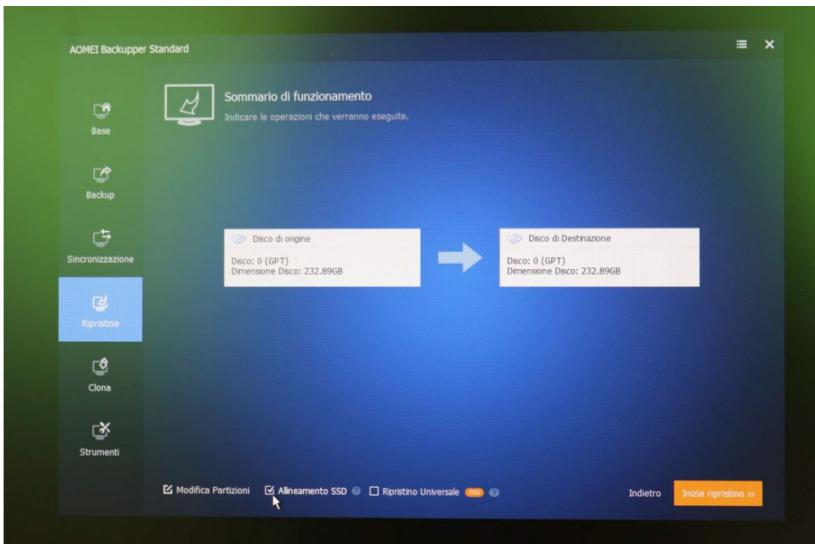 AOMEI Backupper Standard
Sommario di funzionamento
Indicare le operazioni che verranno eseguite.
Base
Backup
Sincronizzazione
Ripristina
Clona
Strumenti
Disco di origine
Disco: 0 (GPT)
Dimensione Disco: 232.89GB
Disco di Destinazione
Disco: 0 (GPT)
Dimensione Disco: 232.89GB
Modifica Partizioni
Allineamento SSD ?
Ripristino Universale PRO ?
Indietro
Inizia ripristino >>